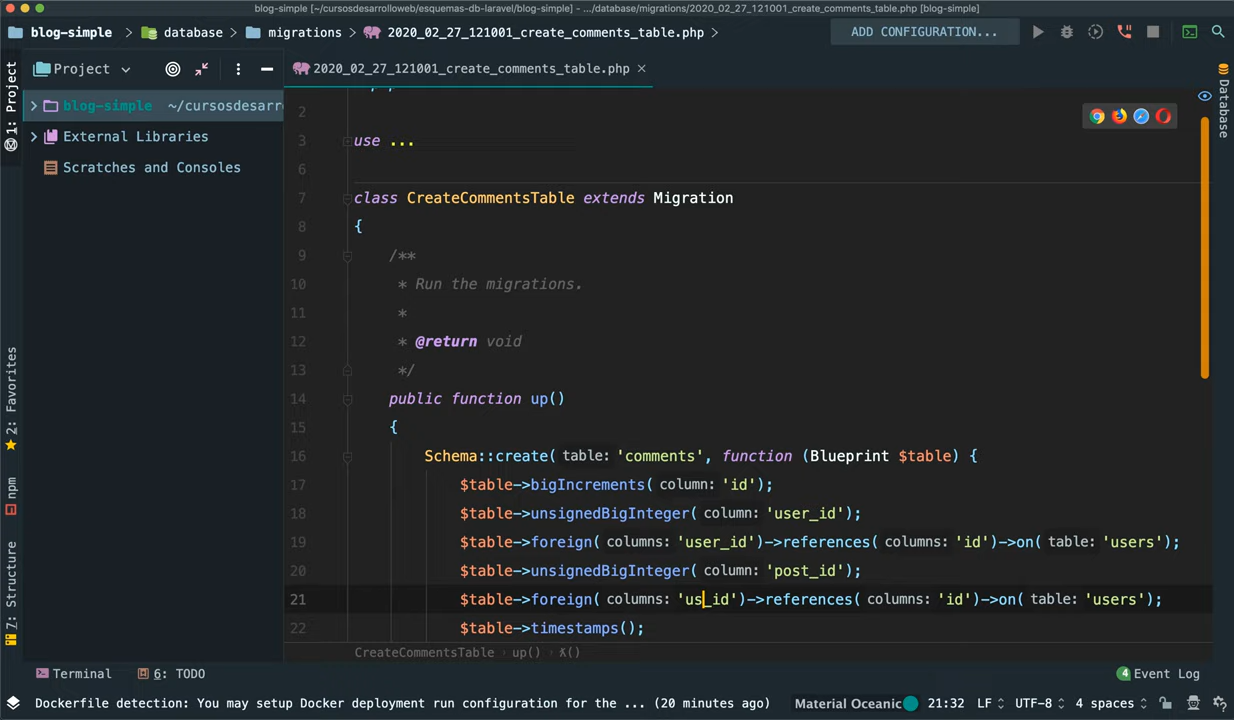 blog-simple [~/cursosdesarrolloweb/esquemas-db-laravel/blog-simple] - .../database/migrations/2020_02_27_121001_create_comments_table.php [blog-simple]
blog-simple database migrations 2020_02_27_121001_create_comments_table.php ADD CONFIGURATION...
1: Project
Project
blog-simple ~/cursosdesarr
External Libraries
Scratches and Consoles
2: Favorites
npm
7: Structure
2020_02_27_121001_create_comments_table.php
2
3 use ...
6
7 class CreateCommentsTable extends Migration
8 {
9 /**
10 * Run the migrations.
11 *
12 * @return void
13 */
14 public function up()
15 {
16 Schema::create( table: 'comments', function (Blueprint $table) {
17 $table->bigIncrements( column: 'id');
18 $table->unsignedBigInteger( column: 'user_id');
19 $table->foreign( columns: 'user_id')->references( columns: 'id')->on( table: 'users');
20 $table->unsignedBigInteger( column: 'post_id');
21 $table->foreign( columns: 'us_id')->references( columns: 'id')->on( table: 'users');
22 $table->timestamps();
CreateCommentsTable › up() › λ()
Database
Terminal 6: TODO 4 Event Log
Dockerfile detection: You may setup Docker deployment run configuration for the ... (20 minutes ago) Material Oceanic 21:32 LF UTF-8 4 spaces